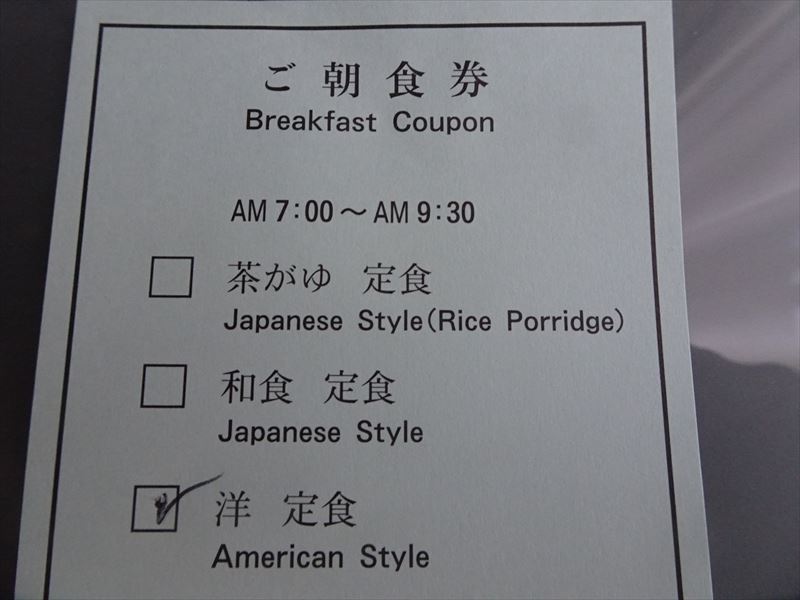 ご朝食券
Breakfast Coupon
AM 7:00～AM 9:30
茶がゆ 定食
Japanese Style(Rice Porridge)
和食 定食
Japanese Style
洋 定食
American Style